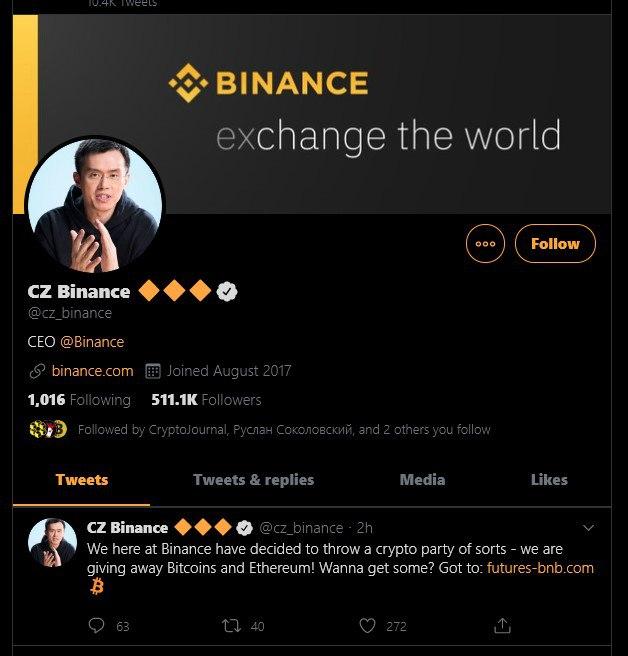 10.4K Tweets
BINANCE
exchange the world
Follow
CZ Binance 🔶🔶🔶
@cz_binance
CEO @Binance
binance.com Joined August 2017
1,016 Following 511.1K Followers
Followed by CryptoJournal, Руслан Соколовский, and 2 others you follow
Tweets Tweets & replies Media Likes
CZ Binance 🔶🔶🔶 @cz_binance · 2h
We here at Binance have decided to throw a crypto party of sorts - we are
giving away Bitcoins and Ethereum! Wanna get some? Got to: futures-bnb.com
63 40 272